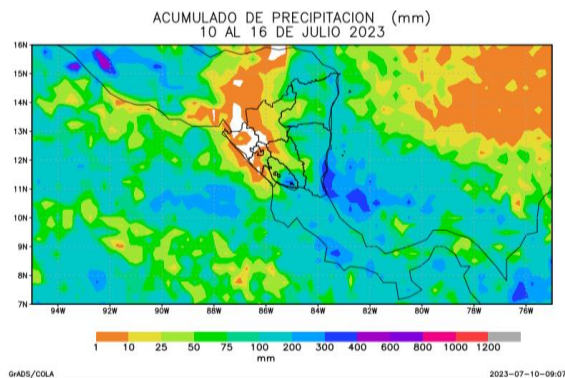 ACUMULADO DE PRECIPITACION (mm)
10 AL 16 DE JULIO 2023
16N
15N
14N
13N
12N
11N
10N
9N
8N
7N
94W 92W 90W 88W 86W 84W 82W 80W 78W 76W
1 10 25 50 75 100 200 300 400 600 800 1000 1200
mm
GrADS/COLA 2023-07-10-09:07